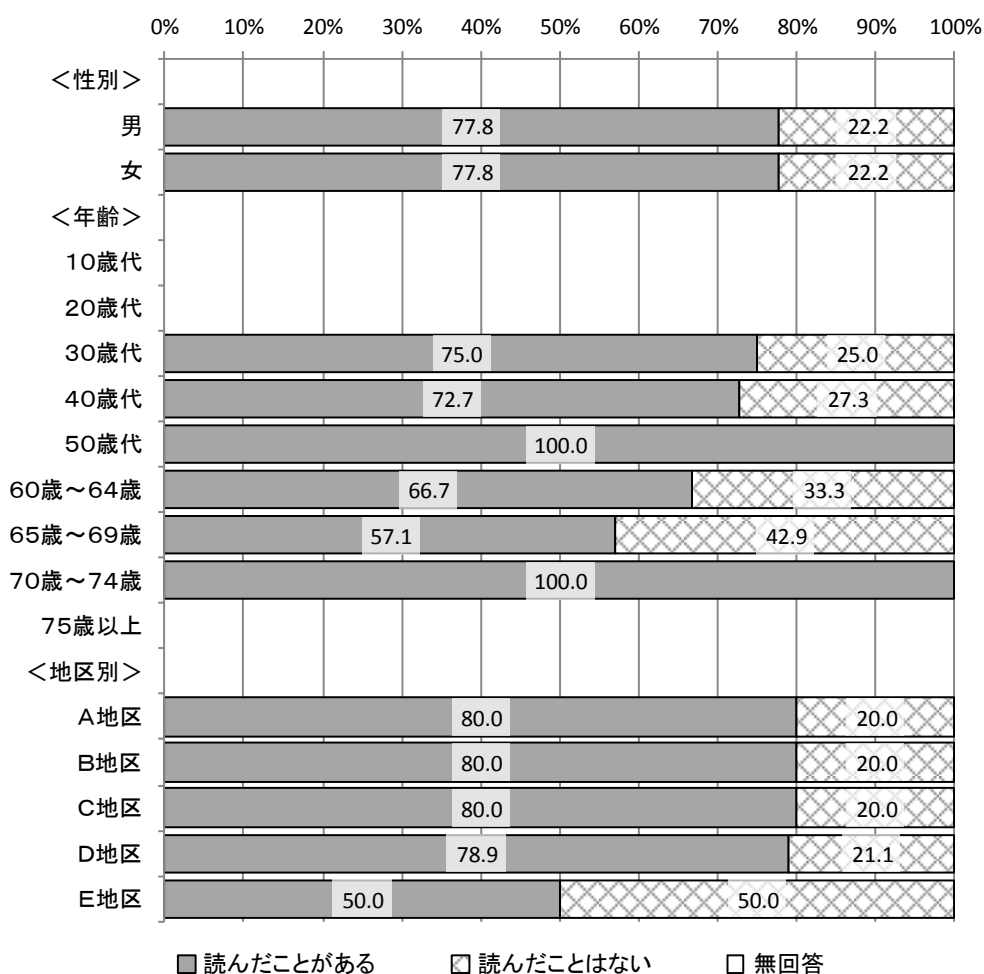 0% 10% 20% 30% 40% 50% 60% 70% 80% 90% 100%
＜性別＞
男 77.8 22.2
女 77.8 22.2
＜年齢＞
10歳代
20歳代
30歳代 75.0 25.0
40歳代 72.7 27.3
50歳代 100.0
60歳～64歳 66.7 33.3
65歳～69歳 57.1 42.9
70歳～74歳 100.0
75歳以上
＜地区別＞
A地区 80.0 20.0
B地区 80.0 20.0
C地区 80.0 20.0
D地区 78.9 21.1
E地区 50.0 50.0
読んだことがある 読んだことはない 無回答